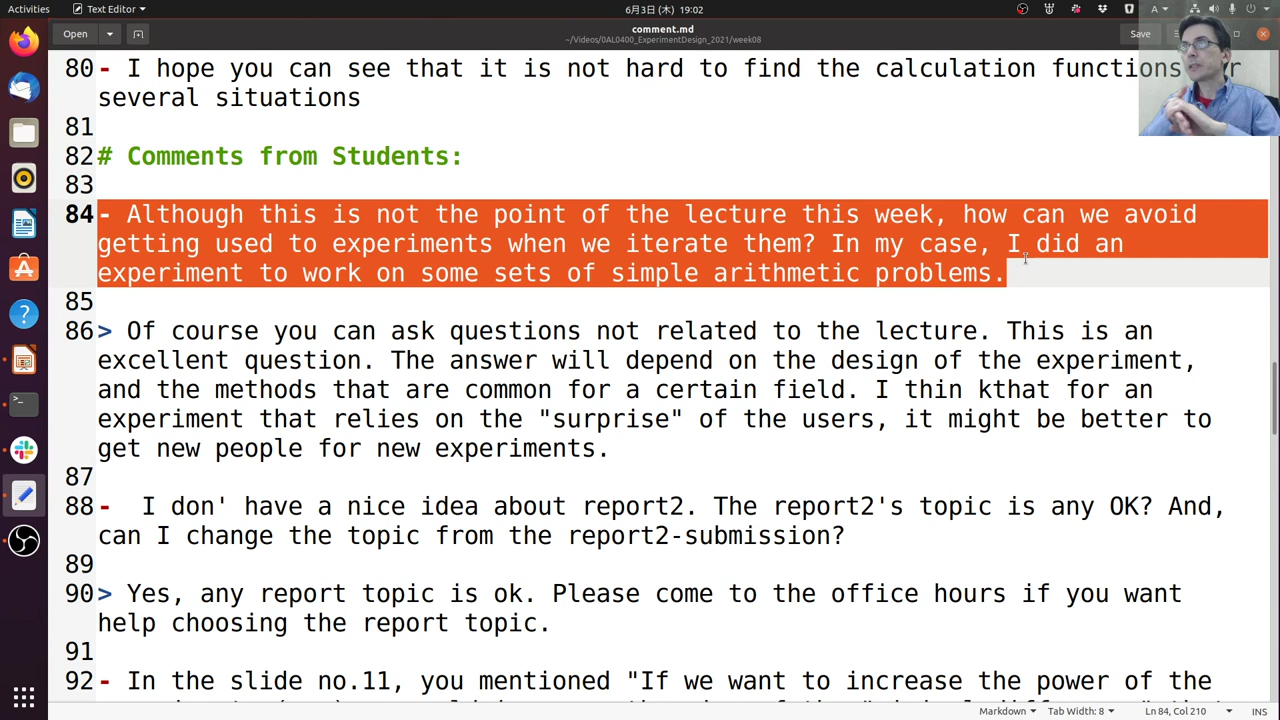 Activities
Text Editor
6月3日 (木) 19:02
A
Open
comment.md
~/Videos/0AL0400_ExperimentDesign_2021/week08
Save
80 - I hope you can see that it is not hard to find the calculation functions
several situations
81
82 # Comments from Students:
83
84 - Although this is not the point of the lecture this week, how can we avoid
getting used to experiments when we iterate them? In my case, I did an
experiment to work on some sets of simple arithmetic problems.
85
86 > Of course you can ask questions not related to the lecture. This is an
excellent question. The answer will depend on the design of the experiment,
and the methods that are common for a certain field. I thin kthat for an
experiment that relies on the "surprise" of the users, it might be better to
get new people for new experiments.
87
88 -  I don' have a nice idea about report2. The report2's topic is any OK? And,
can I change the topic from the report2-submission?
89
90 > Yes, any report topic is ok. Please come to the office hours if you want
help choosing the report topic.
91
92 - In the slide no.11, you mentioned "If we want to increase the power of the
Markdown
Tab Width: 8
Ln 84, Col 210
INS